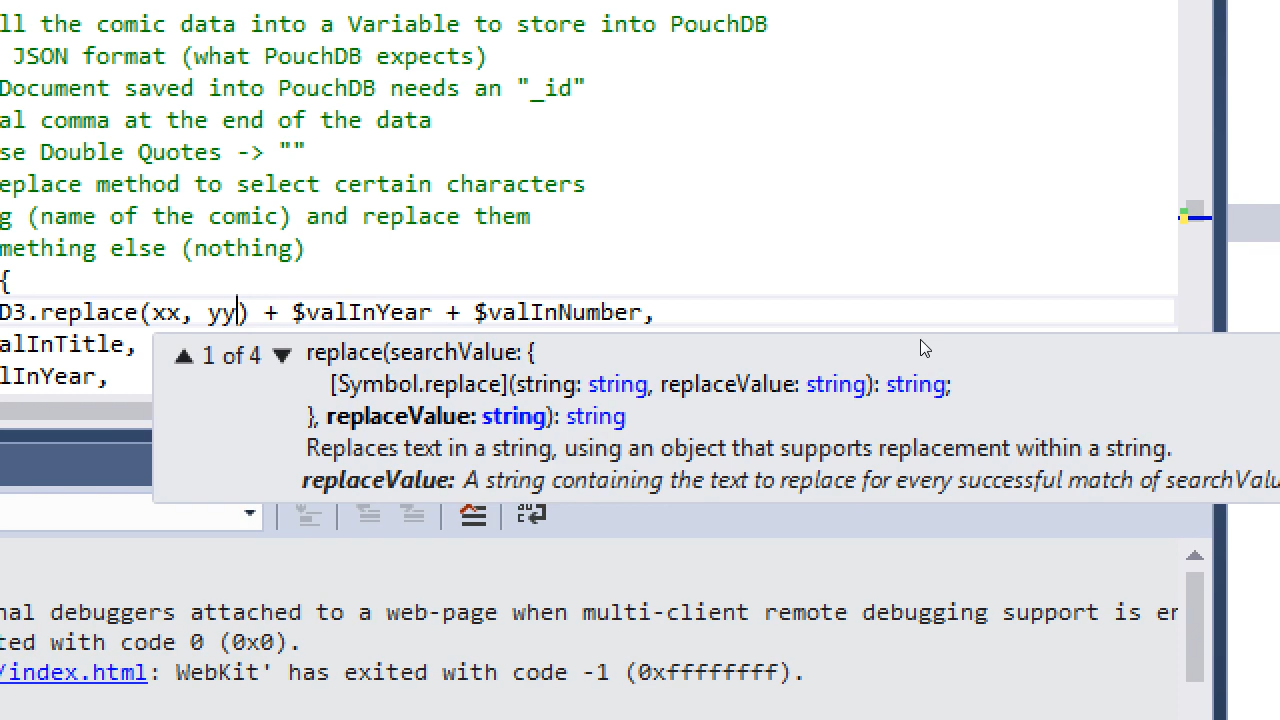 ll the comic data into a Variable to store into PouchDB
JSON format (what PouchDB expects)
Document saved into PouchDB needs an "_id"
al comma at the end of the data
se Double Quotes -> ""
eplace method to select certain characters
g (name of the comic) and replace them
mething else (nothing)
{
D3.replace(xx, yy) + $valInYear + $valInNumber,
alInTitle,
lInYear,
▲ 1 of 4 ▼ replace(searchValue: {
[Symbol.replace](string: string, replaceValue: string): string;
}, replaceValue: string): string
Replaces text in a string, using an object that supports replacement within a string.
replaceValue: A string containing the text to replace for every successful match of searchValu
nal debuggers attached to a web-page when multi-client remote debugging support is er
ted with code 0 (0x0).
/index.html: WebKit' has exited with code -1 (0xffffffff).